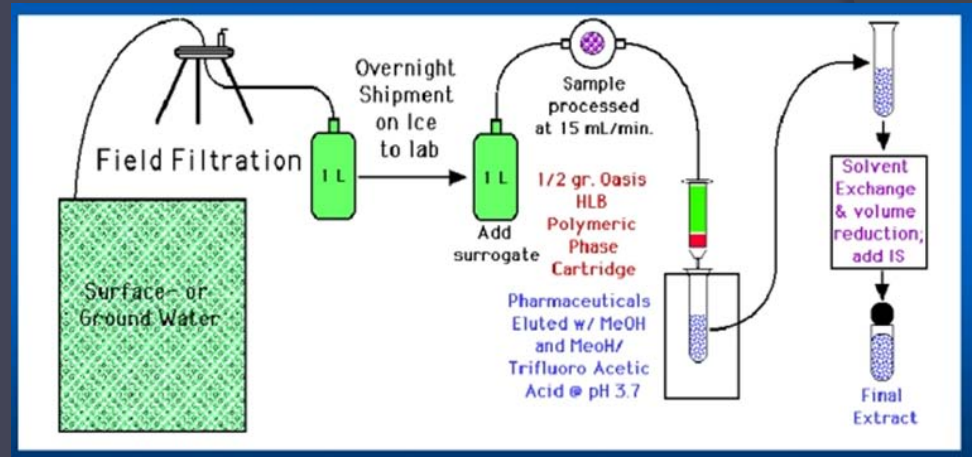 Field Filtration
Surface- or
Ground Water
1 L
Overnight
Shipment
on Ice
to lab
1 L
Add
surrogate
Sample
processed
at 15 mL/min.
1/2 gr. Oasis
HLB
Polymeric
Phase
Cartridge
Pharmaceuticals
Eluted w/ MeOH
and MeoH/
Trifluoro Acetic
Acid @ pH 3.7
Solvent
Exchange
& volume
reduction;
add IS
Final
Extract